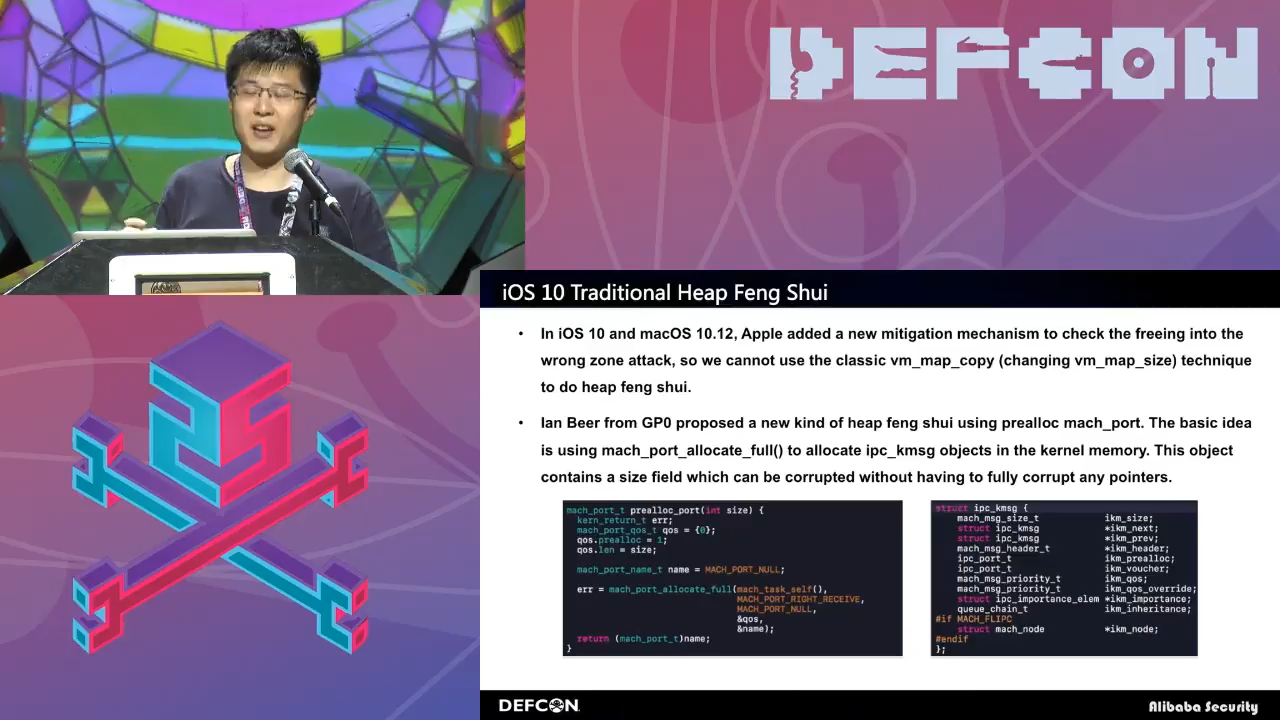 DEFCON
iOS 10 Traditional Heap Feng Shui
• In iOS 10 and macOS 10.12, Apple added a new mitigation mechanism to check the freeing into the
wrong zone attack, so we cannot use the classic vm_map_copy (changing vm_map_size) technique
to do heap feng shui.
• Ian Beer from GP0 proposed a new kind of heap feng shui using prealloc mach_port. The basic idea
is using mach_port_allocate_full() to allocate ipc_kmsg objects in the kernel memory. This object
contains a size field which can be corrupted without having to fully corrupt any pointers.
mach_port_t prealloc_port(int size) {
kern_return_t err;
mach_port_qos_t qos = {0};
qos.prealloc = 1;
qos.len = size;
mach_port_name_t name = MACH_PORT_NULL;
err = mach_port_allocate_full(mach_task_self(),
MACH_PORT_RIGHT_RECEIVE,
MACH_PORT_NULL,
&qos,
&name);
return (mach_port_t)name;
}
struct ipc_kmsg {
mach_msg_size_t ikm_size;
struct ipc_kmsg *ikm_next;
struct ipc_kmsg *ikm_prev;
mach_msg_header_t *ikm_header;
ipc_port_t ikm_prealloc;
ipc_port_t ikm_voucher;
mach_msg_priority_t ikm_qos;
mach_msg_priority_t ikm_qos_override;
struct ipc_importance_elem *ikm_importance;
queue_chain_t ikm_inheritance;
#if MACH_FLIPC
struct mach_node *ikm_node;
#endif
};
DEFCON
Alibaba Security